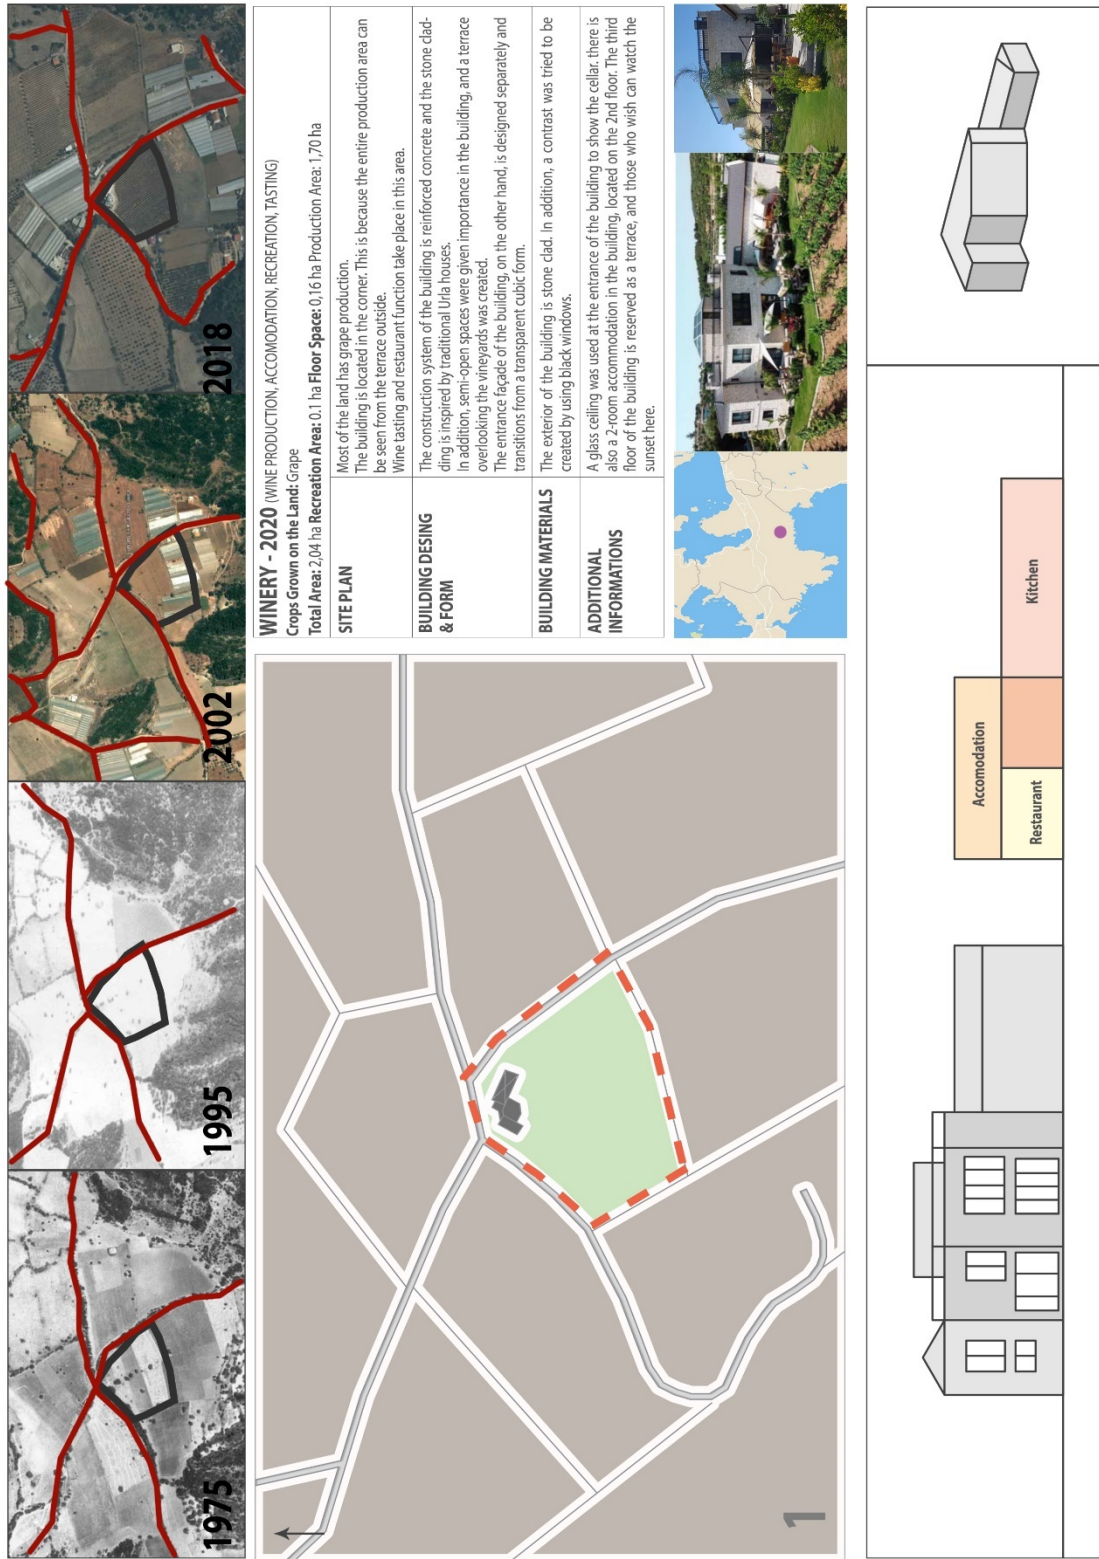 1975
1995
2002
2018
WINERY - 2020 (WINE PRODUCTION, ACCOMODATION, RECREATION, TASTING)
Crops Grown on the Land: Grape
Total Area: 2,04 ha Recreation Area: 0.1 ha Floor Space: 0,16 ha Production Area: 1,70 ha
SITE PLAN
Most of the land has grape production.
The building is located in the corner. This is because the entire production area can
be seen from the terrace outside.
Wine tasting and restaurant function take place in this area.
BUILDING DESING
& FORM
The construction system of the building is reinforced concrete and the stone clad-
ding is inspired by traditional Urla houses.
In addition, semi-open spaces were given importance in the building, and a terrace
overlooking the vineyards was created.
The entrance façade of the building, on the other hand, is designed separately and
transitions from a transparent cubic form.
BUILDING MATERIALS
The exterior of the building is stone clad. In addition, a contrast was tried to be
created by using black windows.
ADDITIONAL
INFORMATIONS
A glass ceiling was used at the entrance of the building to show the cellar. there is
also a 2-room accommodation in the building, located on the 2nd floor. The third
floor of the building is reserved as a terrace, and those who wish can watch the
sunset here.
1
Accomodation
Restaurant
Kitchen